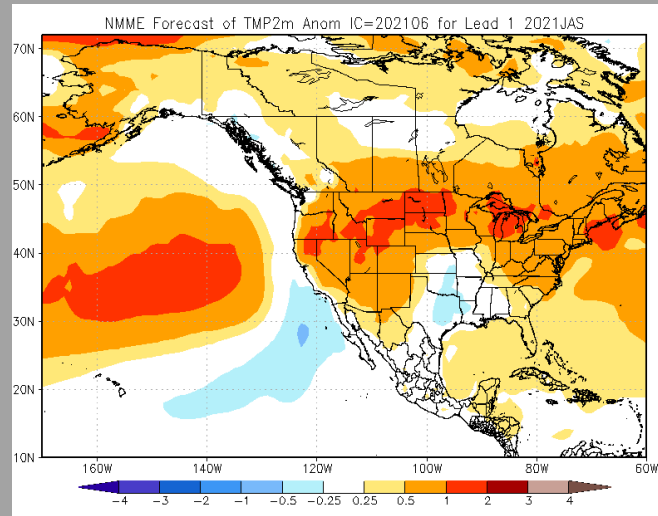 NMME Forecast of TMP2m Anom IC=202106 for Lead 1 2021JAS
70N
60N
50N
40N
30N
20N
10N
160W 140W 120W 100W 80W 60W
-4 -3 -2 -1 -0.5 -0.25 0.25 0.5 1 2 3 4